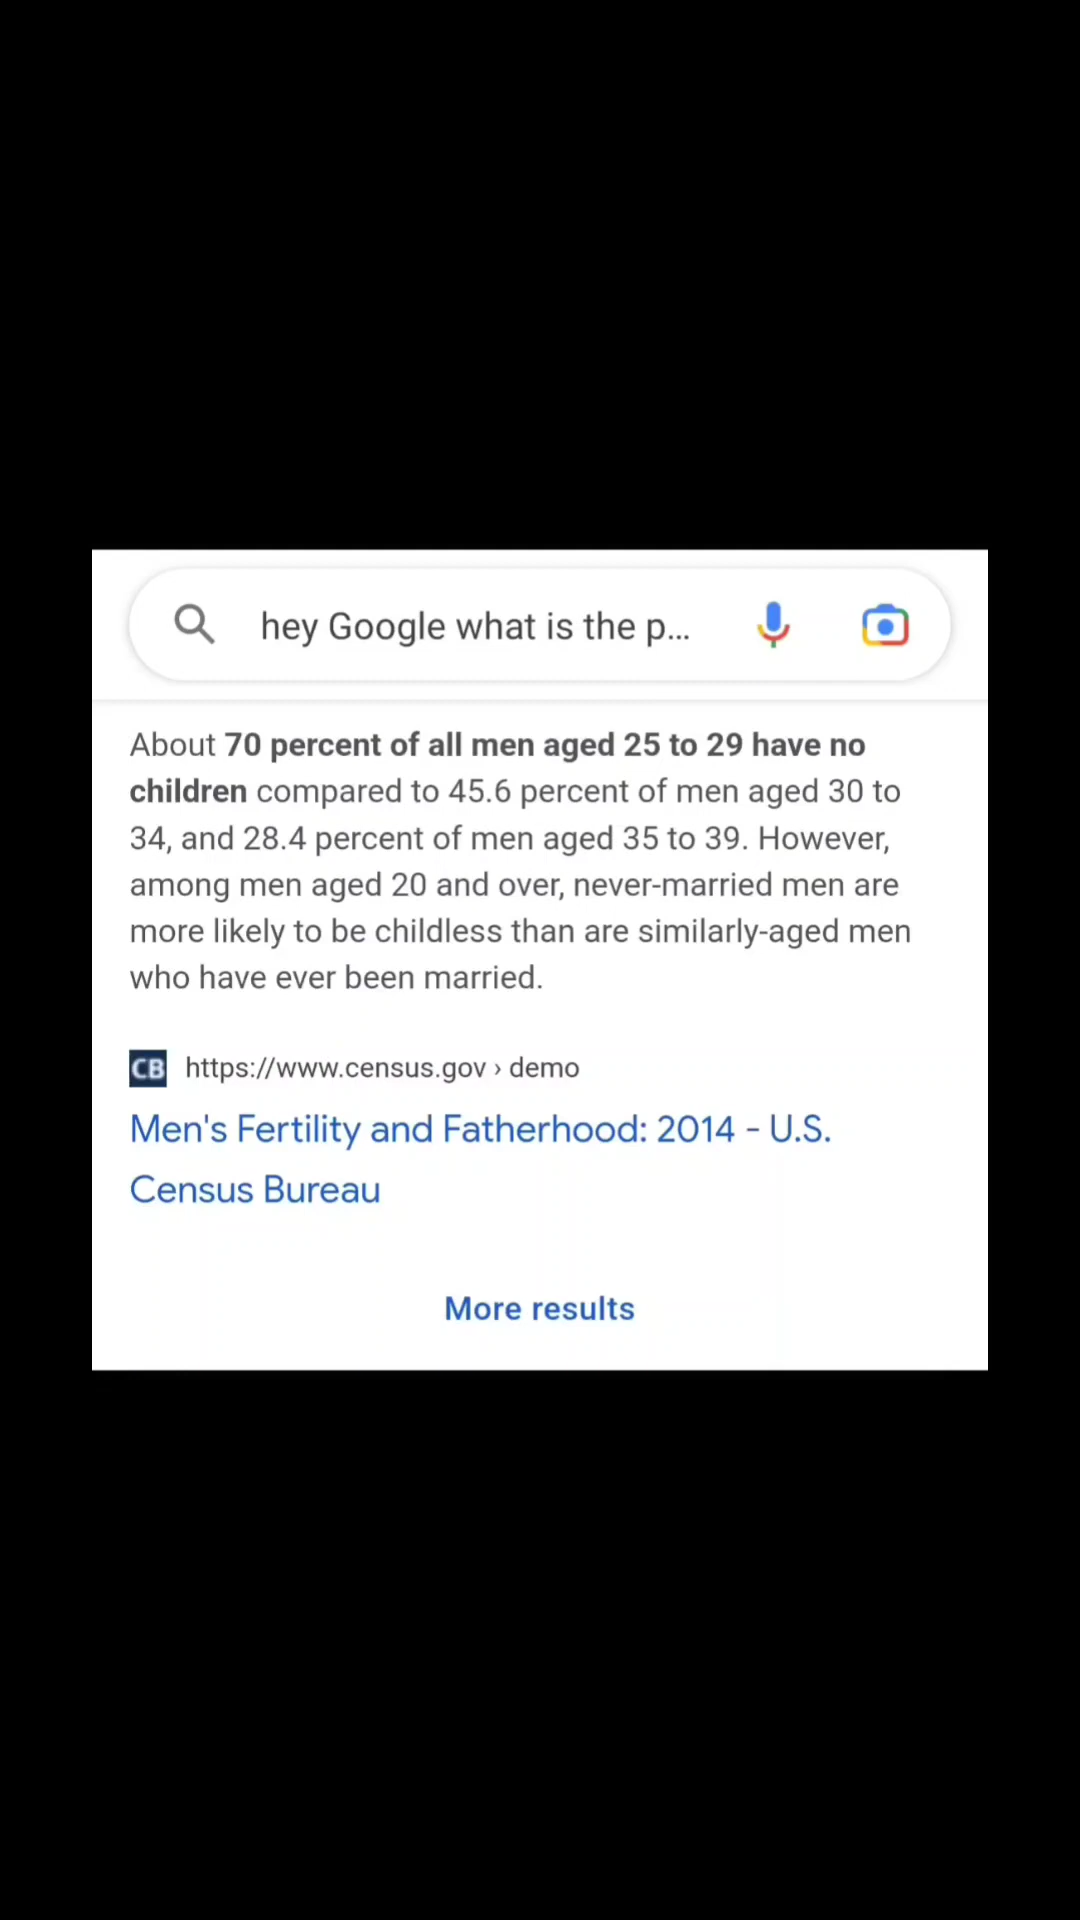 hey Google what is the p...
About 70 percent of all men aged 25 to 29 have no
children compared to 45.6 percent of men aged 30 to
34, and 28.4 percent of men aged 35 to 39. However,
among men aged 20 and over, never-married men are
more likely to be childless than are similarly-aged men
who have ever been married.
CB https://www.census.gov › demo
Men's Fertility and Fatherhood: 2014 - U.S.
Census Bureau
More results